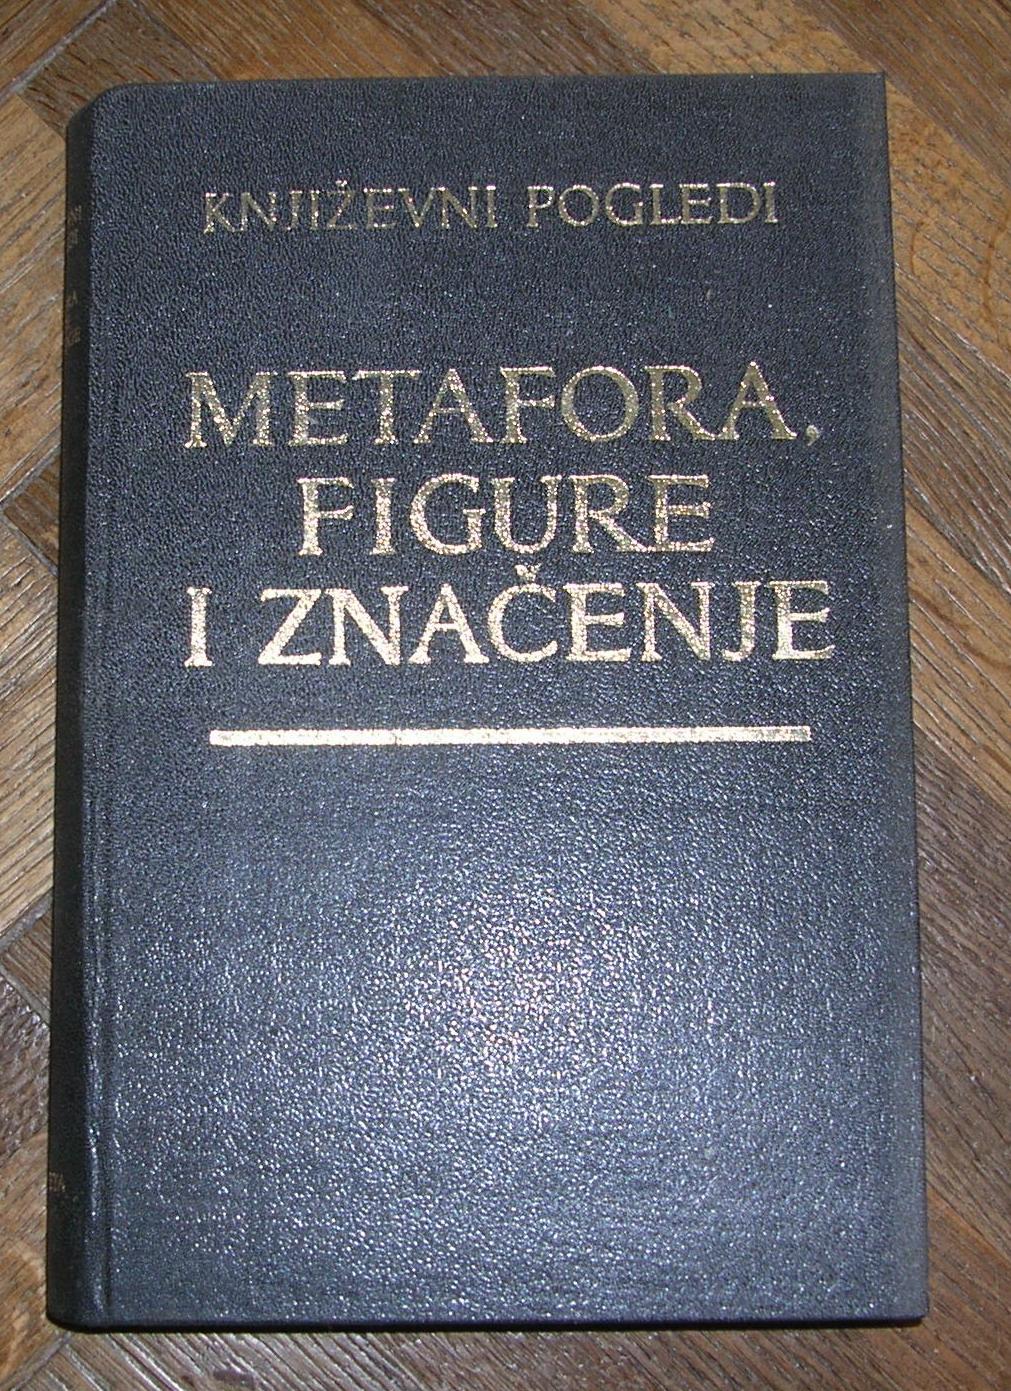 KNJIŽEVNI POGLEDI
METAFORA,
FIGURE
I ZNAČENJE